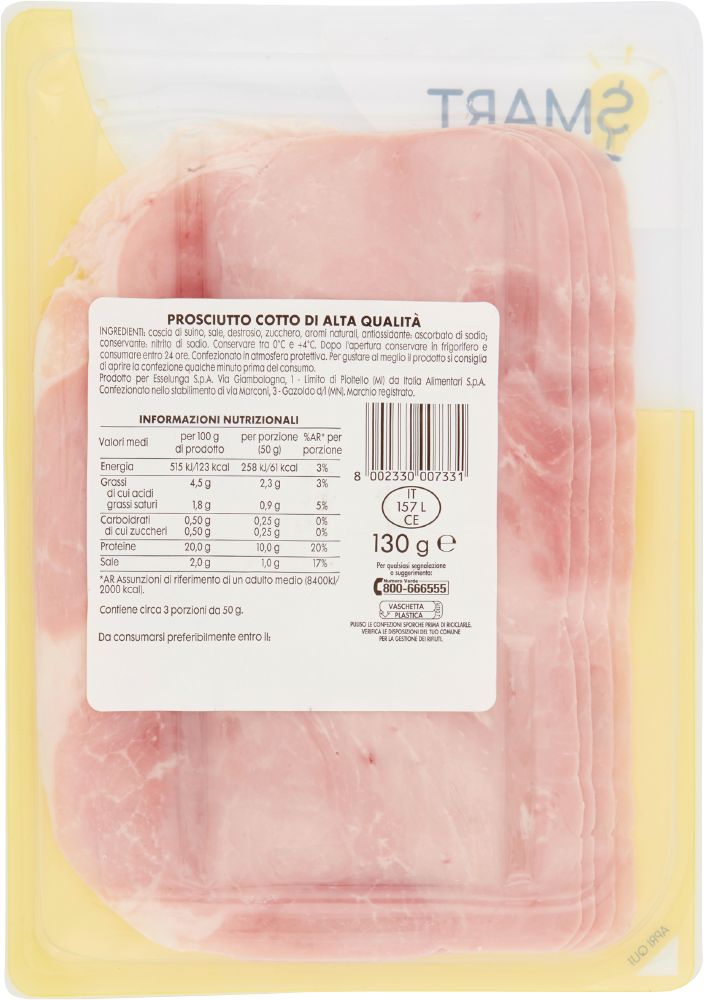 SMART
PROSCIUTTO COTTO DI ALTA QUALITÀ
INGREDIENTI: coscia di suino, sale, destrosio, zucchero, aromi naturali, antiossidante: ascorbato di sodio;
conservante: nitrito di sodio. Conservare tra 0°C e +4°C. Dopo l'apertura conservare in frigorifero e
consumare entro 24 ore. Confezionato in atmosfera protettiva. Per gustare al meglio il prodotto si consiglia
di aprire la confezione qualche minuto prima del consumo.
Prodotto per Esselunga S.p.A. Via Giambologna, 1 - Limito di Pioltello (MI) da Italia Alimentari S.p.A.
Confezionato nello stabilimento di via Marconi, 3 - Gazoldo d/I (MN). Marchio registrato.
INFORMAZIONI NUTRIZIONALI
Valori medi per 100 g di prodotto per porzione (50 g) %AR* per porzione
Energia 515 kJ/123 kcal 258 kJ/61 kcal 3%
Grassi 4,5 g 2,3 g 3%
di cui acidi
grassi saturi 1,8 g 0,9 g 5%
Carboidrati 0,50 g 0,25 g 0%
di cui zuccheri 0,50 g 0,25 g 0%
Proteine 20,0 g 10,0 g 20%
Sale 2,0 g 1,0 g 17%
*AR Assunzioni di riferimento di un adulto medio (8400kJ/
2000 kcal).
Contiene circa 3 porzioni da 50 g.
Da consumarsi preferibilmente entro il:
8 002330 007331
IT
157 L
CE
130 g e
Per qualsiasi segnalazione
o suggerimento:
Numero Verde
800-666555
VASCHETTA
PLASTICA
PULISCI LE CONFEZIONI SPORCHE PRIMA DI RICICLARLE.
VERIFICA LE DISPOSIZIONI DEL TUO COMUNE
PER LA GESTIONE DEI RIFIUTI.
APRI QUI